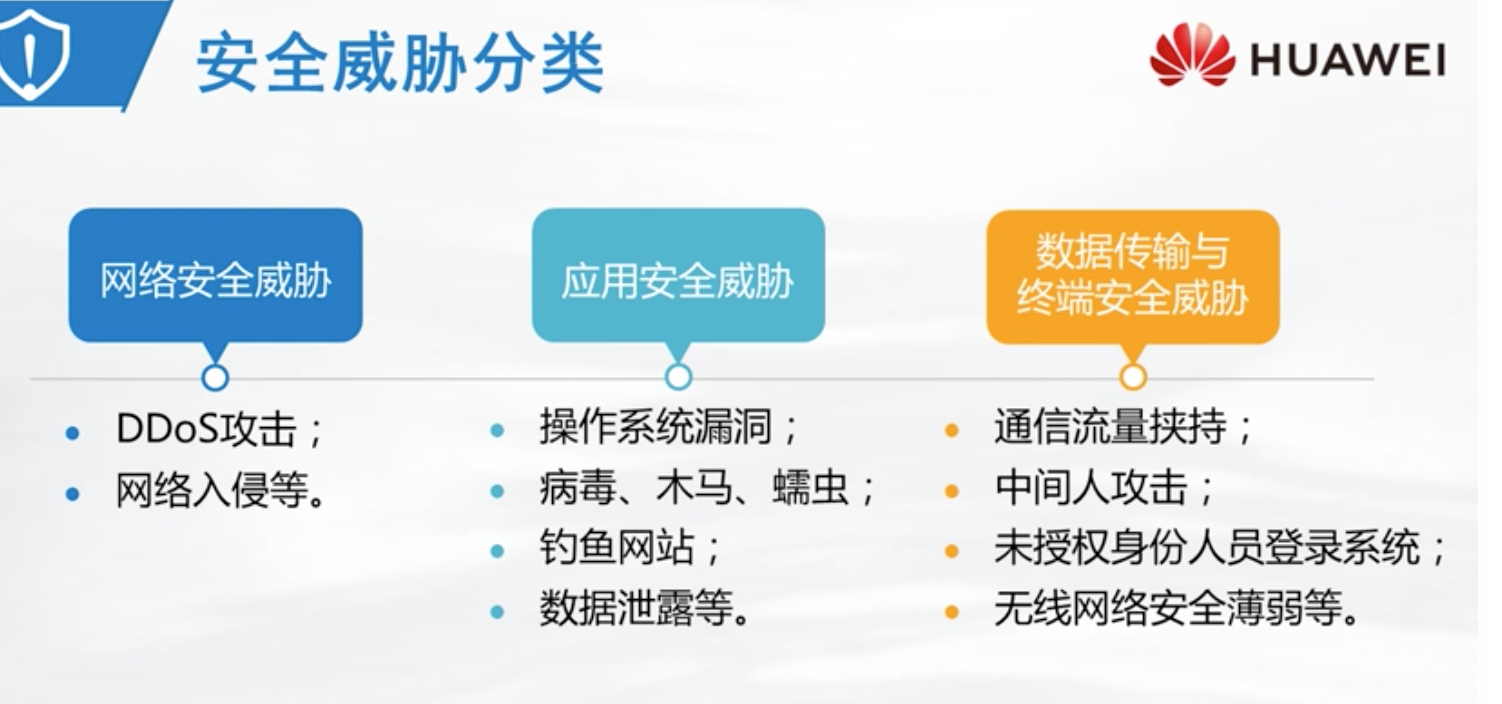 安全威胁分类
HUAWEI
网络安全威胁
DDoS攻击；
网络入侵等。
应用安全威胁
操作系统漏洞；
病毒、木马、蠕虫；
钓鱼网站；
数据泄露等。
数据传输与
终端安全威胁
通信流量挟持；
中间人攻击；
未授权身份人员登录系统；
无线网络安全薄弱等。